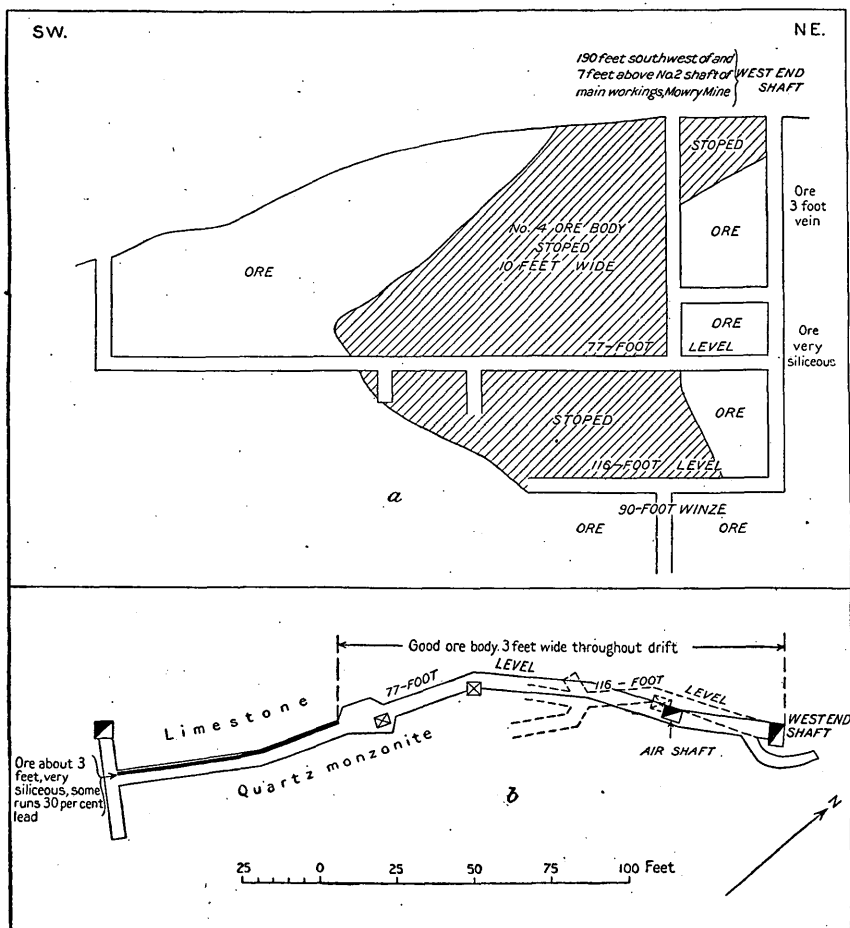 SW.
NE.
190 feet southwest of and
7 feet above No.2 shaft of
main workings, Mowry Mine
WEST END
SHAFT
STOPED
Ore
3 foot
vein
No. 4 ORE BODY
STOPED
10 FEET WIDE
ORE
ORE
ORE
Ore
very
siliceous
77-FOOT LEVEL
STOPED
ORE
116-FOOT LEVEL
a
90-FOOT WINZE
ORE ORE
Good ore body. 3 feet wide throughout drift
77-FOOT LEVEL
116-FOOT LEVEL
Limestone
WEST END
SHAFT
AIR SHAFT
Quartz monzonite
Ore about 3
feet, very
siliceous, some
runs 30 per cent
lead
b
N
25 0 25 50 75 100 Feet